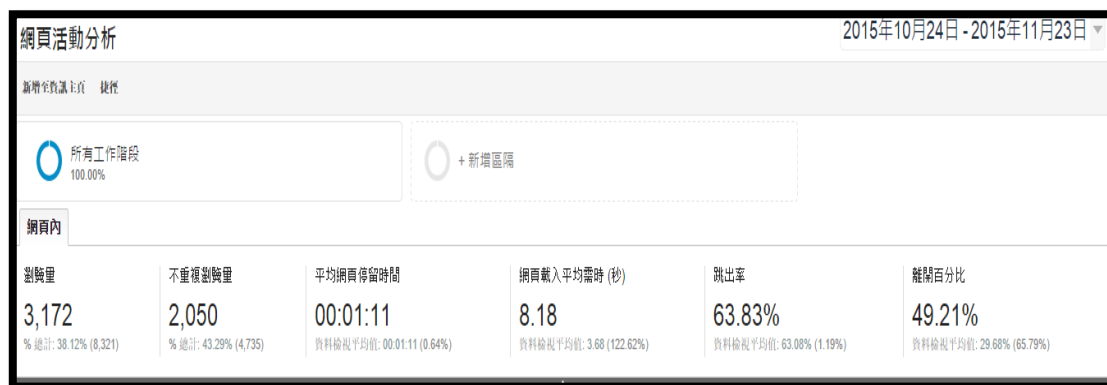 網頁活動分析
2015年10月24日 - 2015年11月23日
新增至資訊主頁 捷徑
所有工作階段
100.00%
+ 新增區隔
網頁內
瀏覽量 不重複瀏覽量 平均網頁停留時間 網頁載入平均需時 (秒) 跳出率 離開百分比
3,172 2,050 00:01:11 8.18 63.83% 49.21%
% 總計: 38.12% (8,321) % 總計: 43.29% (4,735) 資料檢視平均值: 00:01:11 (0.64%) 資料檢視平均值: 3.68 (122.62%) 資料檢視平均值: 63.08% (1.19%) 資料檢視平均值: 29.68% (65.79%)